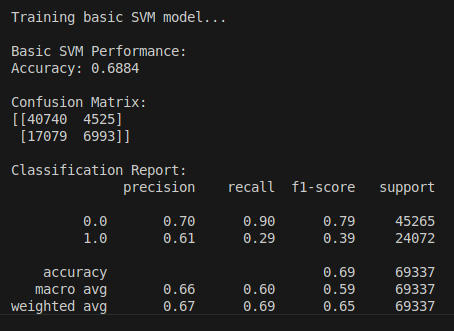 Training basic SVM model...
Basic SVM Performance:
Accuracy: 0.6884
Confusion Matrix:
[[40740  4525]
 [17079  6993]]
Classification Report:
              precision    recall  f1-score   support
         0.0       0.70      0.90      0.79     45265
         1.0       0.61      0.29      0.39     24072
    accuracy                           0.69     69337
   macro avg       0.66      0.60      0.59     69337
weighted avg       0.67      0.69      0.65     69337